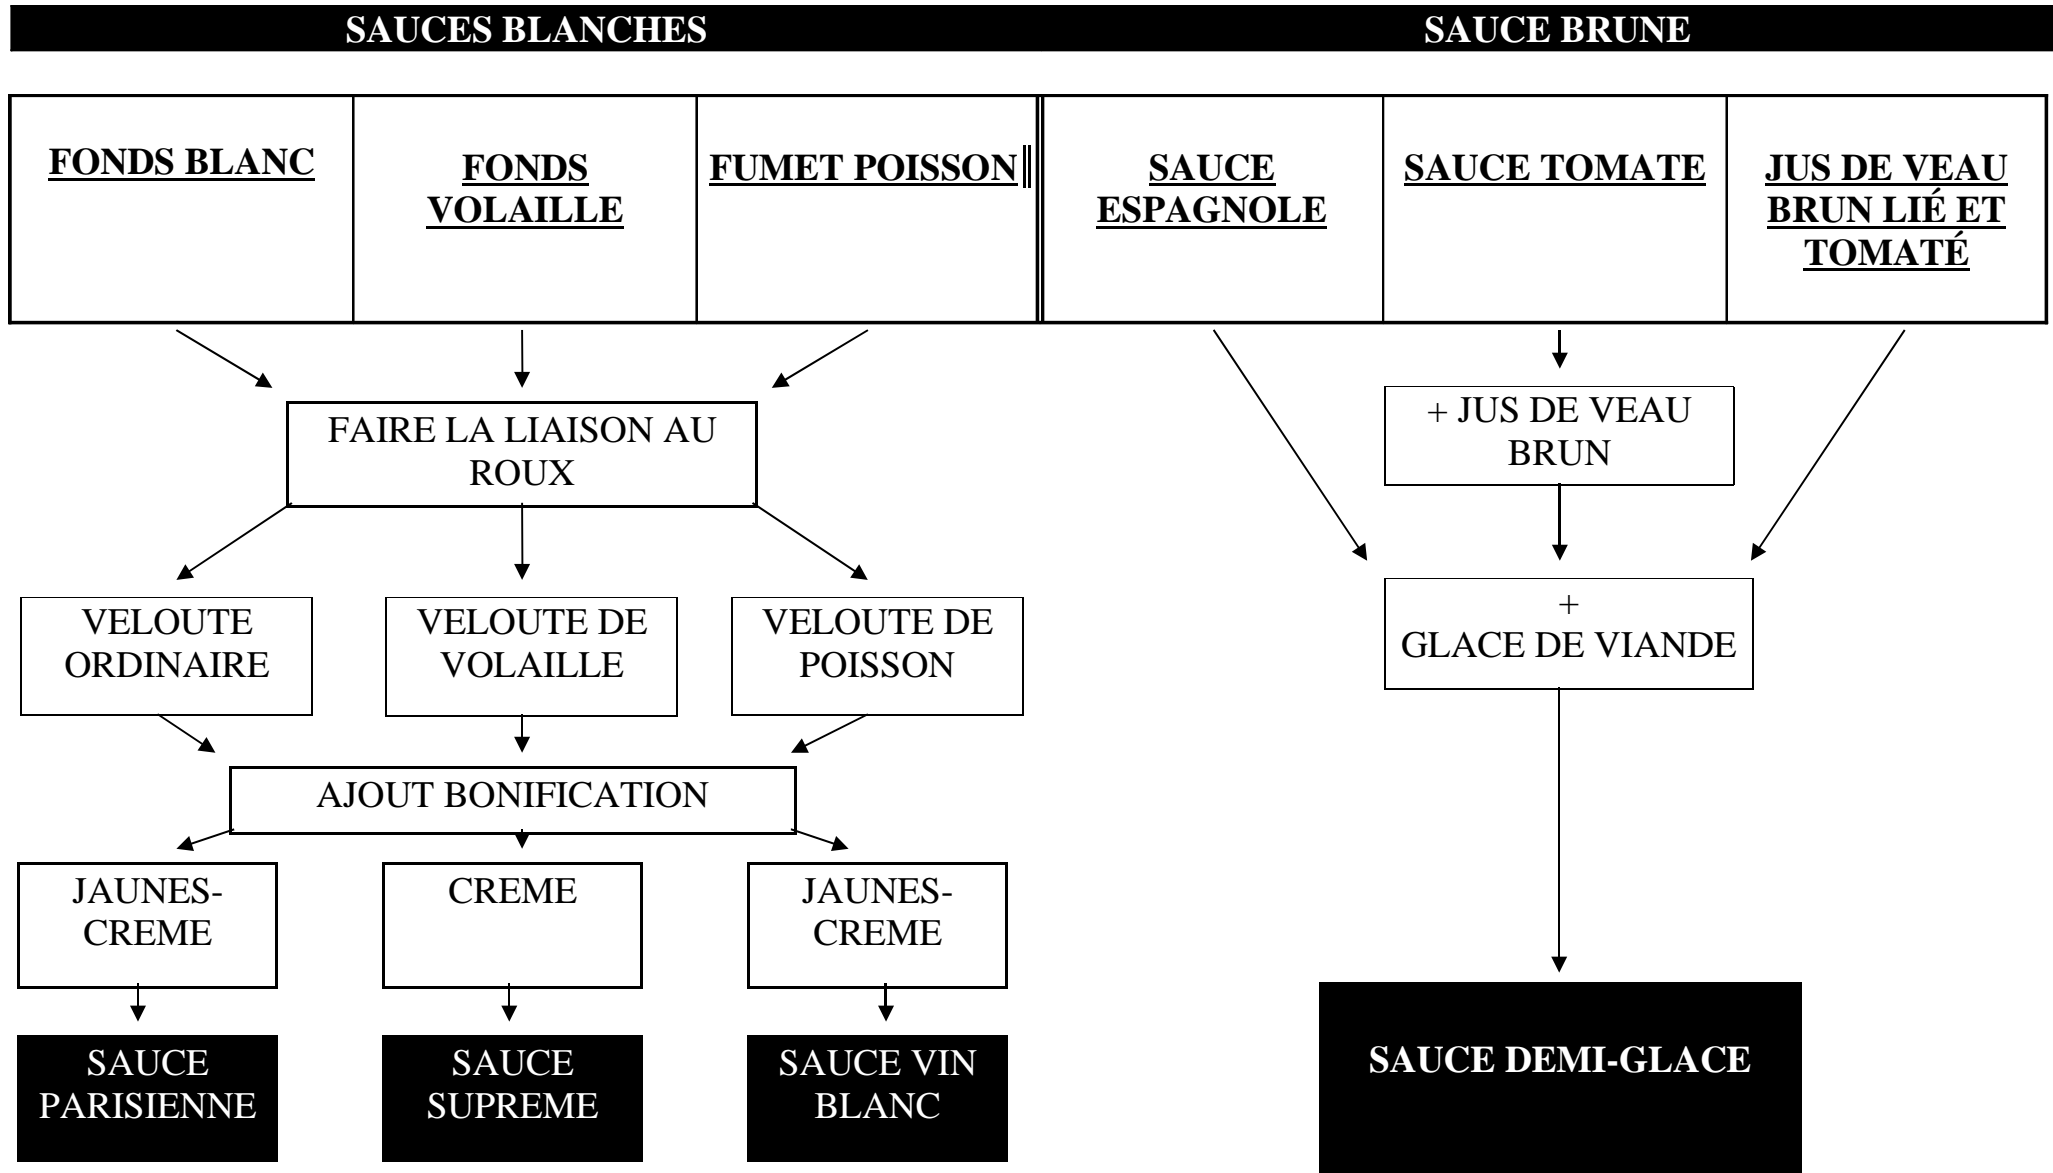 SAUCES BLANCHES
SAUCE BRUNE
FONDS BLANC
FONDS
VOLAILLE
FUMET POISSON
SAUCE
ESPAGNOLE
SAUCE TOMATE
JUS DE VEAU
BRUN LIÉ ET
TOMATÉ
FAIRE LA LIAISON AU
ROUX
+ JUS DE VEAU
BRUN
VELOUTE
ORDINAIRE
VELOUTE DE
VOLAILLE
VELOUTE DE
POISSON
+
GLACE DE VIANDE
AJOUT BONIFICATION
JAUNES-
CREME
CREME
JAUNES-
CREME
SAUCE
PARISIENNE
SAUCE
SUPREME
SAUCE VIN
BLANC
SAUCE DEMI-GLACE